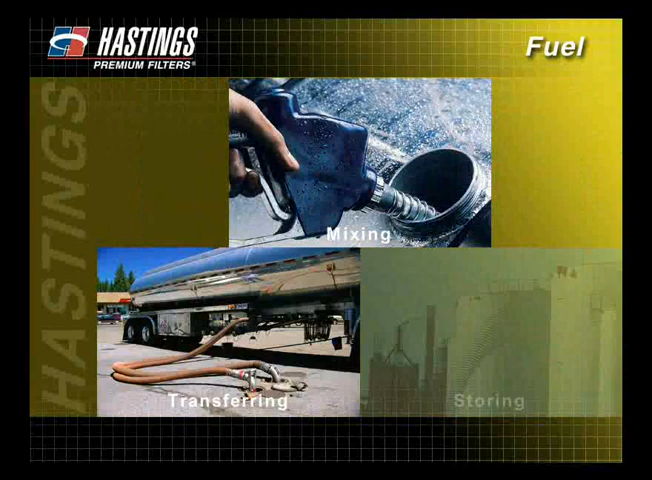 HASTINGS
PREMIUM FILTERS®
Fuel
HASTINGS
Mixing
Transferring
Storing